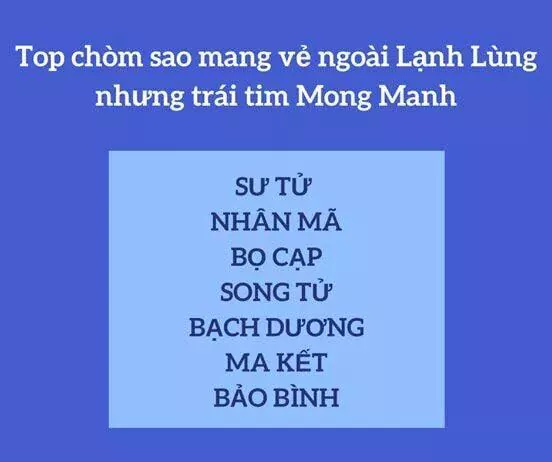 Top chòm sao mang vẻ ngoài Lạnh Lùng
nhưng trái tim Mong Manh
SƯ TỬ
NHÂN MÃ
BỌ CẠP
SONG TỬ
BẠCH DƯƠNG
MA KẾT
BẢO BÌNH